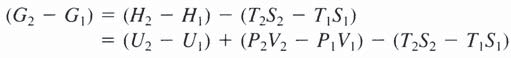 (G₂ − G₁) = (H₂ − H₁) − (T₂S₂ − T₁S₁)
= (U₂ − U₁) + (P₂V₂ − P₁V₁) − (T₂S₂ − T₁S₁)